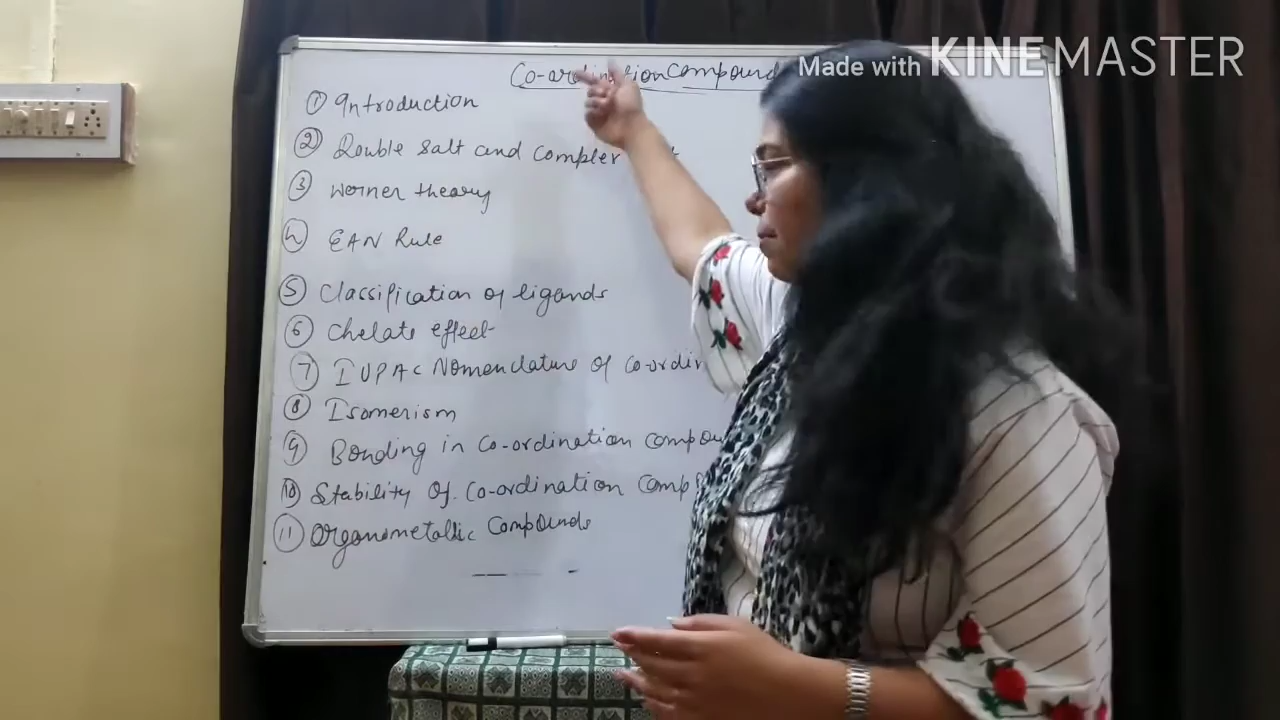 Made with KINEMASTER
Co-ordination Compound
① Introduction
② Double salt and complex
③ Werner theory
④ EAN Rule
⑤ Classification of ligands
⑥ Chelate effect
⑦ IUPAC Nomenclature of Co-ordin
⑧ Isomerism
⑨ Bonding in Co-ordination compou
⑩ Stability Of Co-ordination comp
⑪ Organometallic Compounds